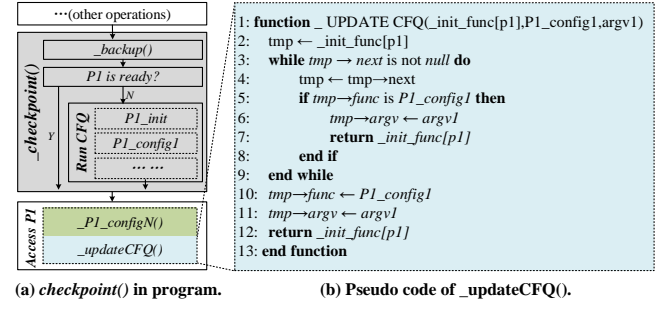 …(other operations)
_checkpoint()
_backup()
P1 is ready?
Y
N
Run CFQ
P1_init
P1_config1
… …
Access P1
_P1_configN()
_updateCFQ()
(a) checkpoint() in program.
1: function _ UPDATE CFQ(_init_func[p1],P1_config1,argv1)
2: tmp ← _init_func[p1]
3: while tmp → next is not null do
4: tmp ← tmp→next
5: if tmp→func is P1_config1 then
6: tmp→argv ← argv1
7: return _init_func[p1]
8: end if
9: end while
10: tmp→func ← P1_config1
11: tmp→argv ← argv1
12: return _init_func[p1]
13: end function
(b) Pseudo code of _updateCFQ().